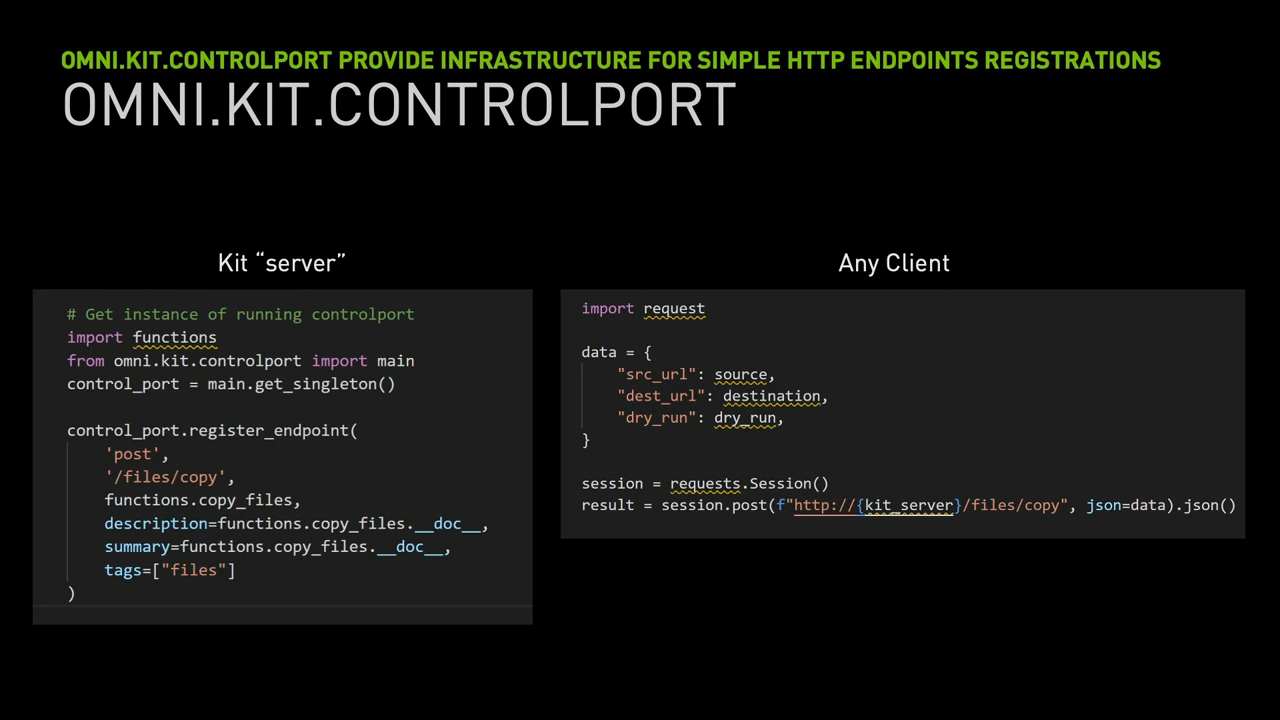 OMNI.KIT.CONTROLPORT PROVIDE INFRASTRUCTURE FOR SIMPLE HTTP ENDPOINTS REGISTRATIONS
OMNI.KIT.CONTROLPORT
Kit “server”
# Get instance of running controlport
import functions
from omni.kit.controlport import main
control_port = main.get_singleton()
control_port.register_endpoint(
'post',
'/files/copy',
functions.copy_files,
description=functions.copy_files.__doc__,
summary=functions.copy_files.__doc__,
tags=["files"]
)
Any Client
import request
data = {
"src_url": source,
"dest_url": destination,
"dry_run": dry_run,
}
session = requests.Session()
result = session.post(f"http://{kit_server}/files/copy", json=data).json()